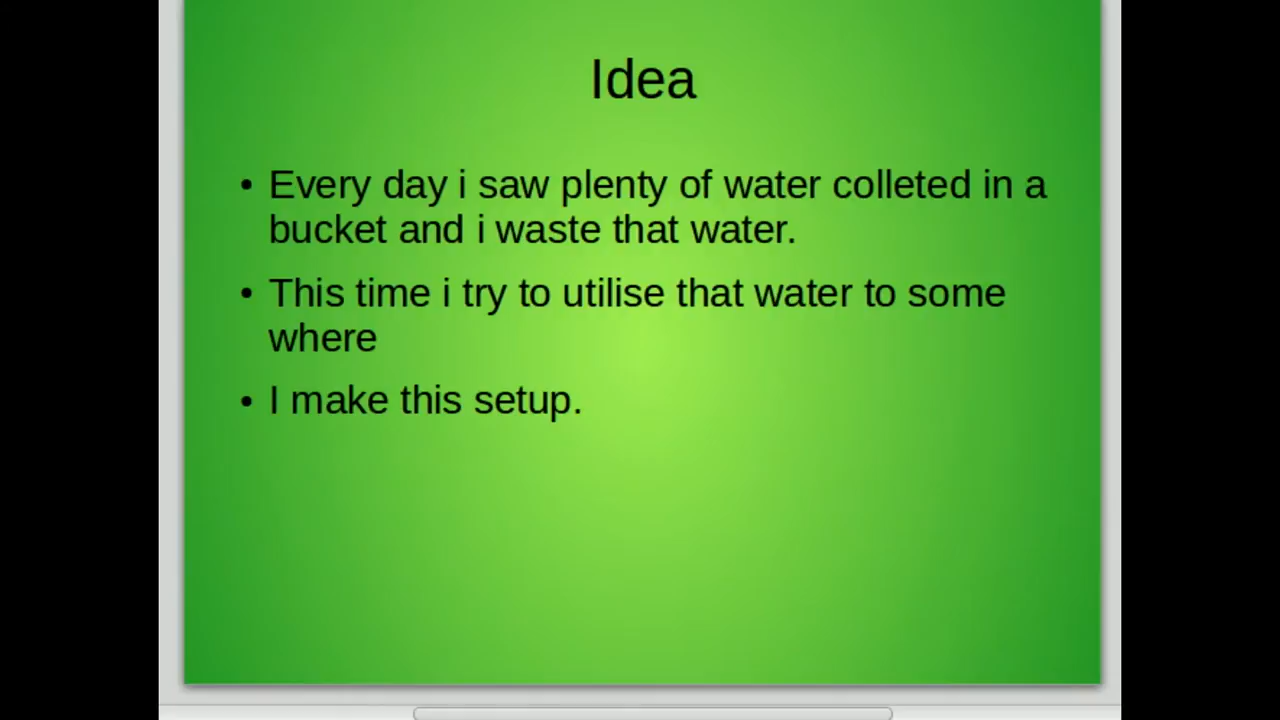 Idea
• Every day i saw plenty of water colleted in a
bucket and i waste that water.
• This time i try to utilise that water to some
where
• I make this setup.